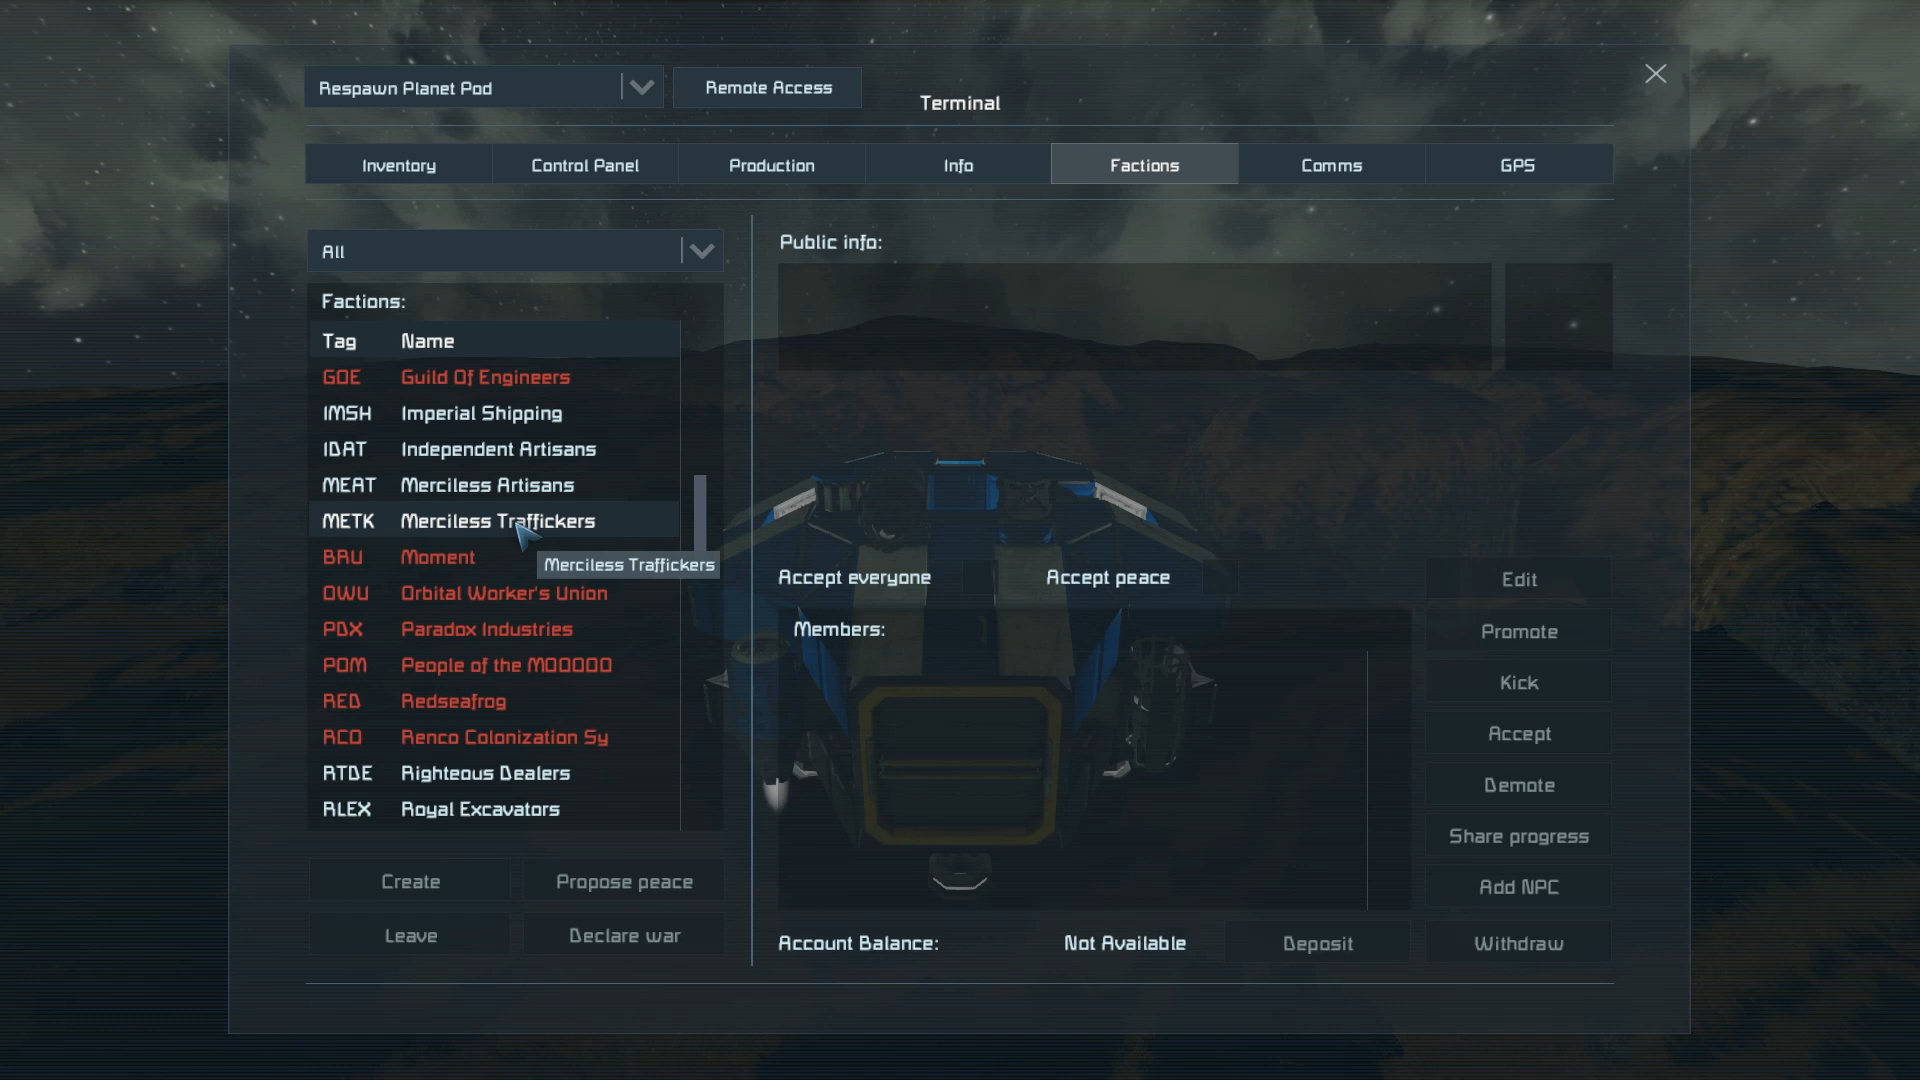 Respawn Planet Pod
Remote Access
Terminal
Inventory
Control Panel
Production
Info
Factions
Comms
GPS
All
Factions:
Tag Name
GOE Guild Of Engineers
IMSH Imperial Shipping
IDAT Independent Artisans
MEAT Merciless Artisans
METK Merciless Traffickers
BRU Moment
Merciless Traffickers
OWU Orbital Worker's Union
PDX Paradox Industries
POM People of the MOOOOO
RED Redseafrog
RCO Renco Colonization Sy
RTDE Righteous Dealers
RLEX Royal Excavators
Create
Propose peace
Leave
Declare war
Public info:
Accept everyone
Accept peace
Members:
Edit
Promote
Kick
Accept
Demote
Share progress
Add NPC
Account Balance:
Not Available
Deposit
Withdraw